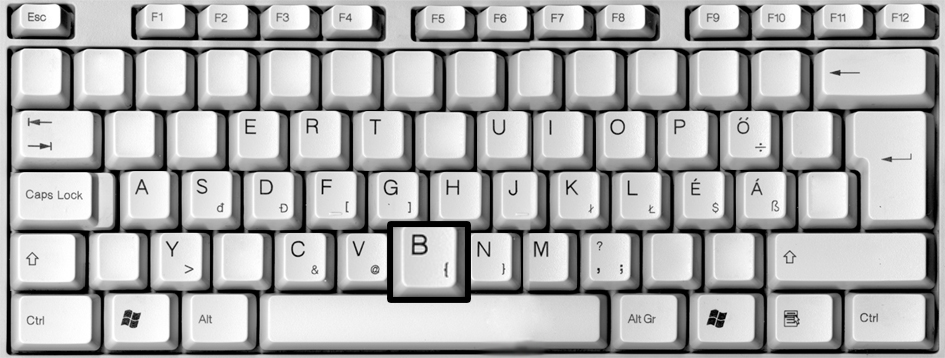 Esc F1 F2 F3 F4 F5 F6 F7 F8 F9 F10 F11 F12
←
|← →| E R T U I O P Ő ÷
Caps Lock A S đ D Đ F [ G ] H J K ł L Ł É $ Á ß
⇧ Y > C & V @ B { N } M ? , ; ⇧
Ctrl Alt Alt Gr Ctrl